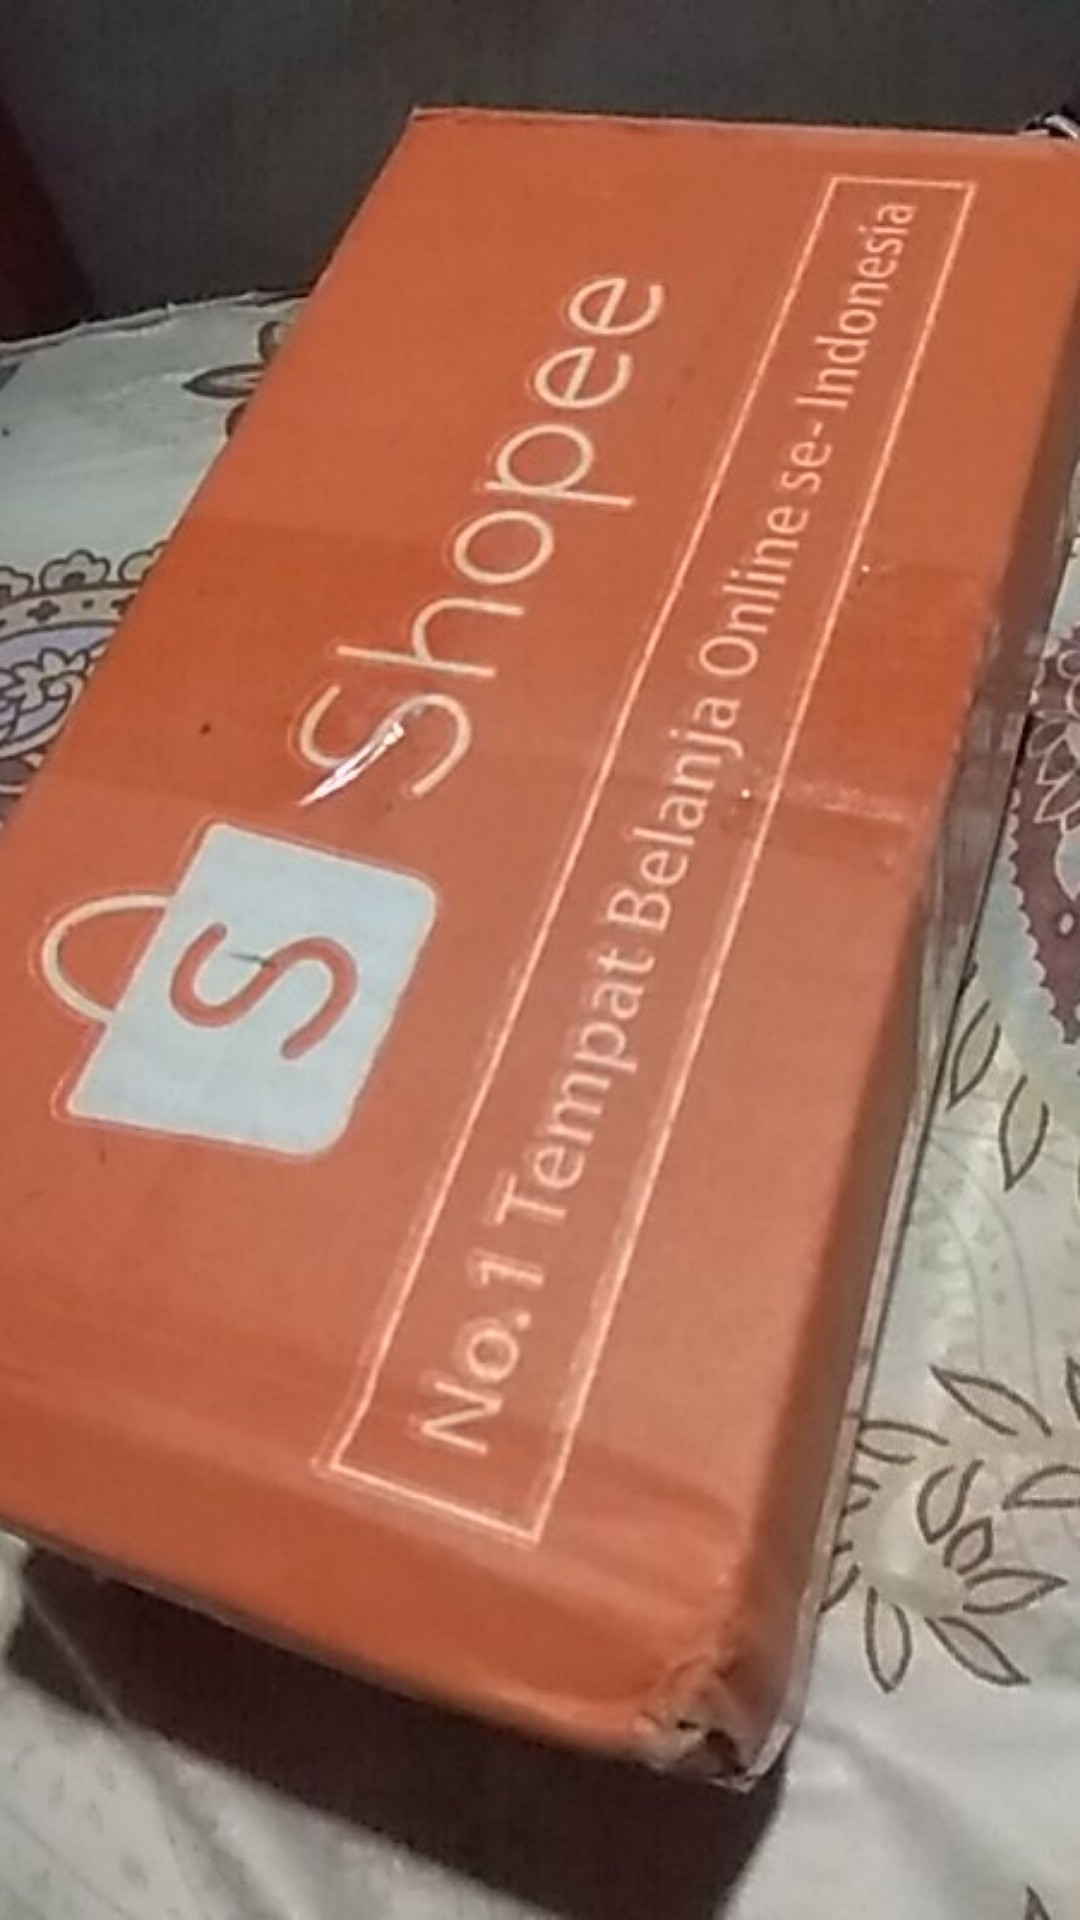 S
Shopee
No.1 Tempat Belanja Online se-Indonesia